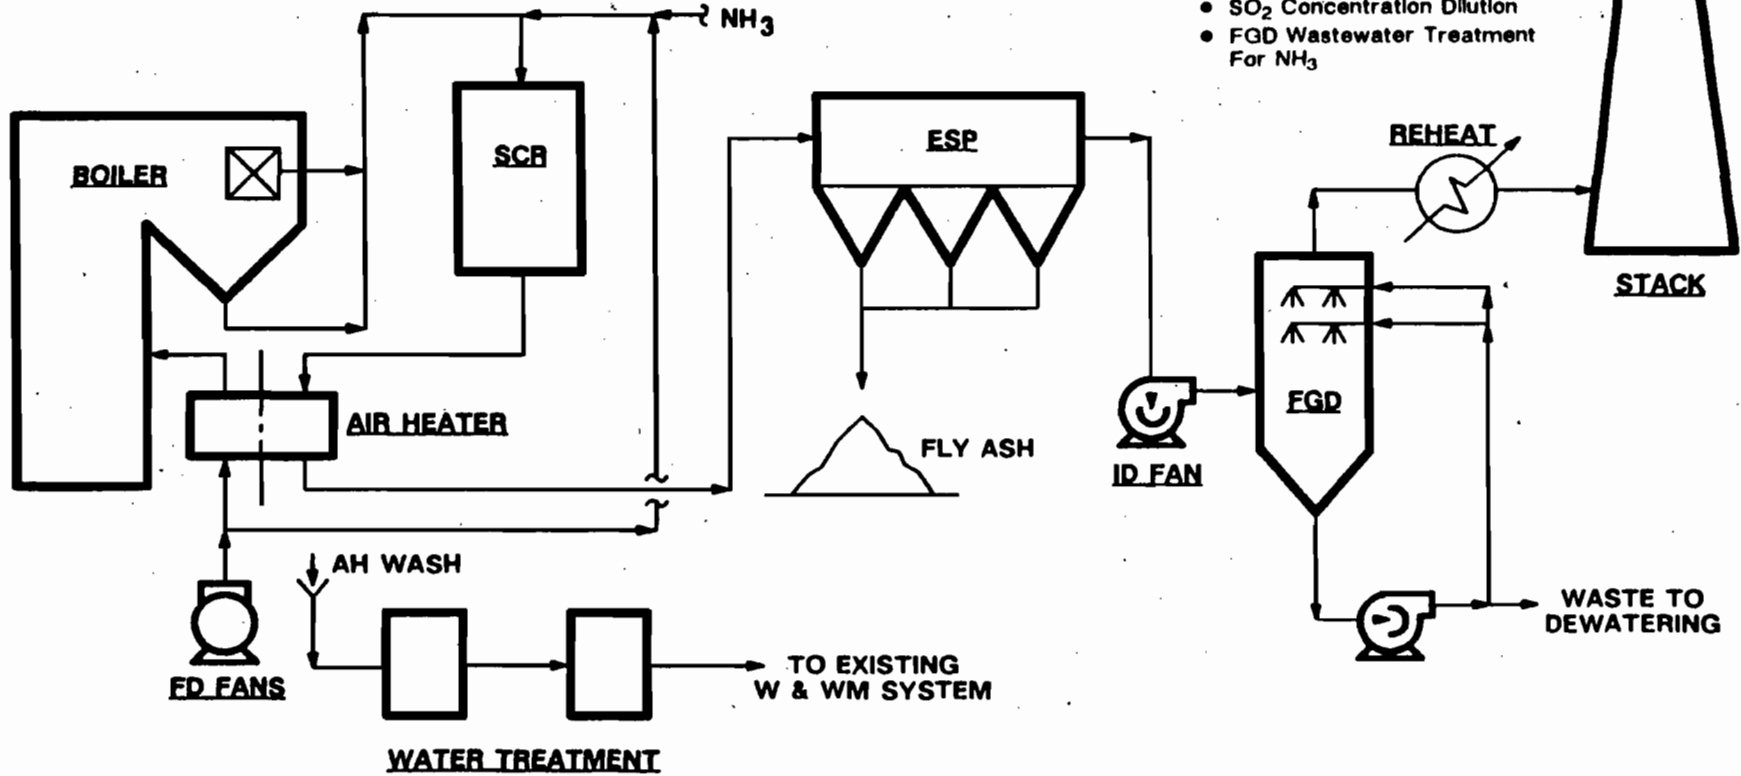 NH3
● SO2 Concentration Dilution
● FGD Wastewater Treatment
For NH3
BOILER
SCR
ESP
REHEAT
STACK
AIR HEATER
FLY ASH
ID FAN
FGD
AH WASH
FD FANS
WASTE TO
DEWATERING
TO EXISTING
W & WM SYSTEM
WATER TREATMENT